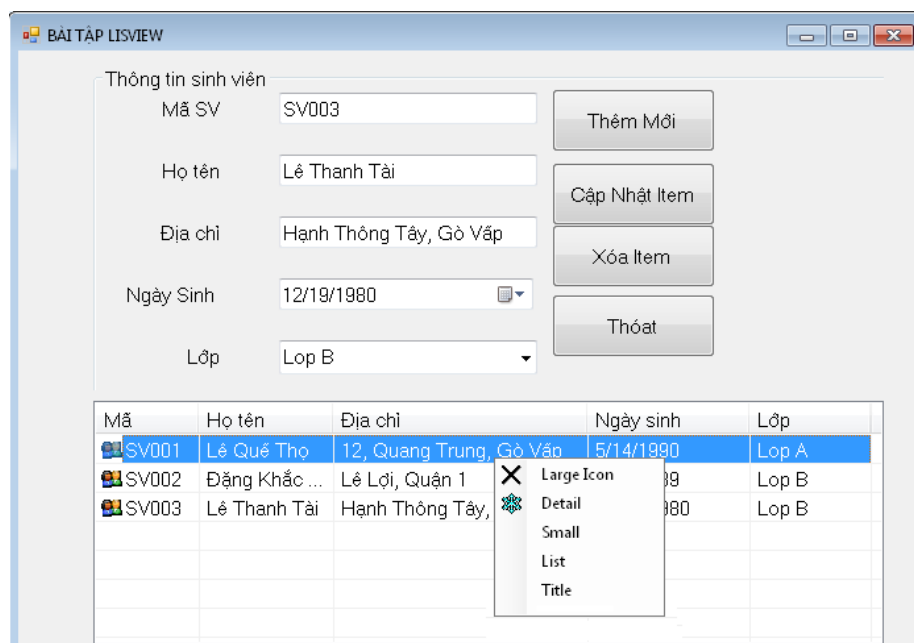 BÀI TẬP LISVIEW
Thông tin sinh viên
Mã SV SV003
Thêm Mới
Họ tên Lê Thanh Tài
Cập Nhật Item
Địa chỉ Hạnh Thông Tây, Gò Vấp
Xóa Item
Ngày Sinh 12/19/1980
Thóat
Lớp Lop B
Mã Họ tên Địa chỉ Ngày sinh Lớp
SV001 Lê Quế Thọ 12, Quang Trung, Gò Vấp 5/14/1990 Lop A
SV002 Đặng Khắc ... Lê Lợi, Quận 1 39 Lop B
SV003 Lê Thanh Tài Hạnh Thông Tây, 980 Lop B
Large Icon
Detail
Small
List
Title